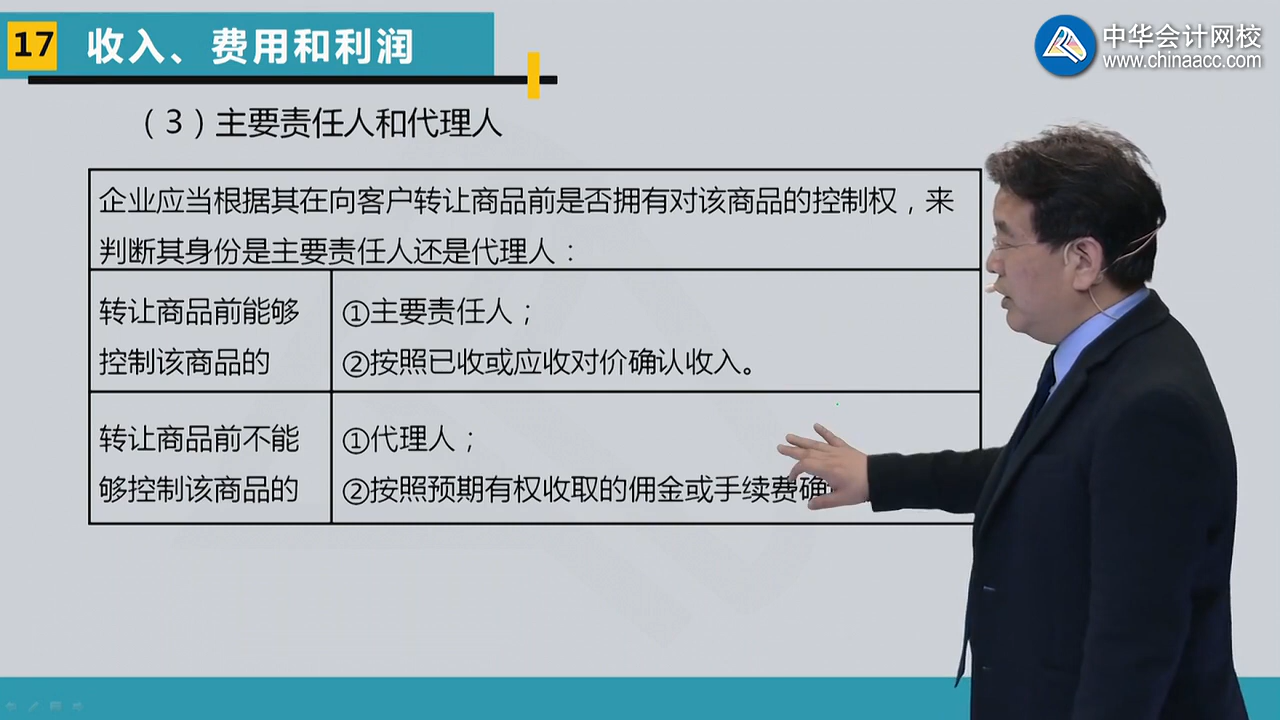 17 收入、费用和利润
中华会计网校
www.chinaacc.com
（3）主要责任人和代理人
企业应当根据其在向客户转让商品前是否拥有对该商品的控制权，来
判断其身份是主要责任人还是代理人：
转让商品前能够
控制该商品的
①主要责任人；
②按照已收或应收对价确认收入。
转让商品前不能
够控制该商品的
①代理人；
②按照预期有权收取的佣金或手续费确